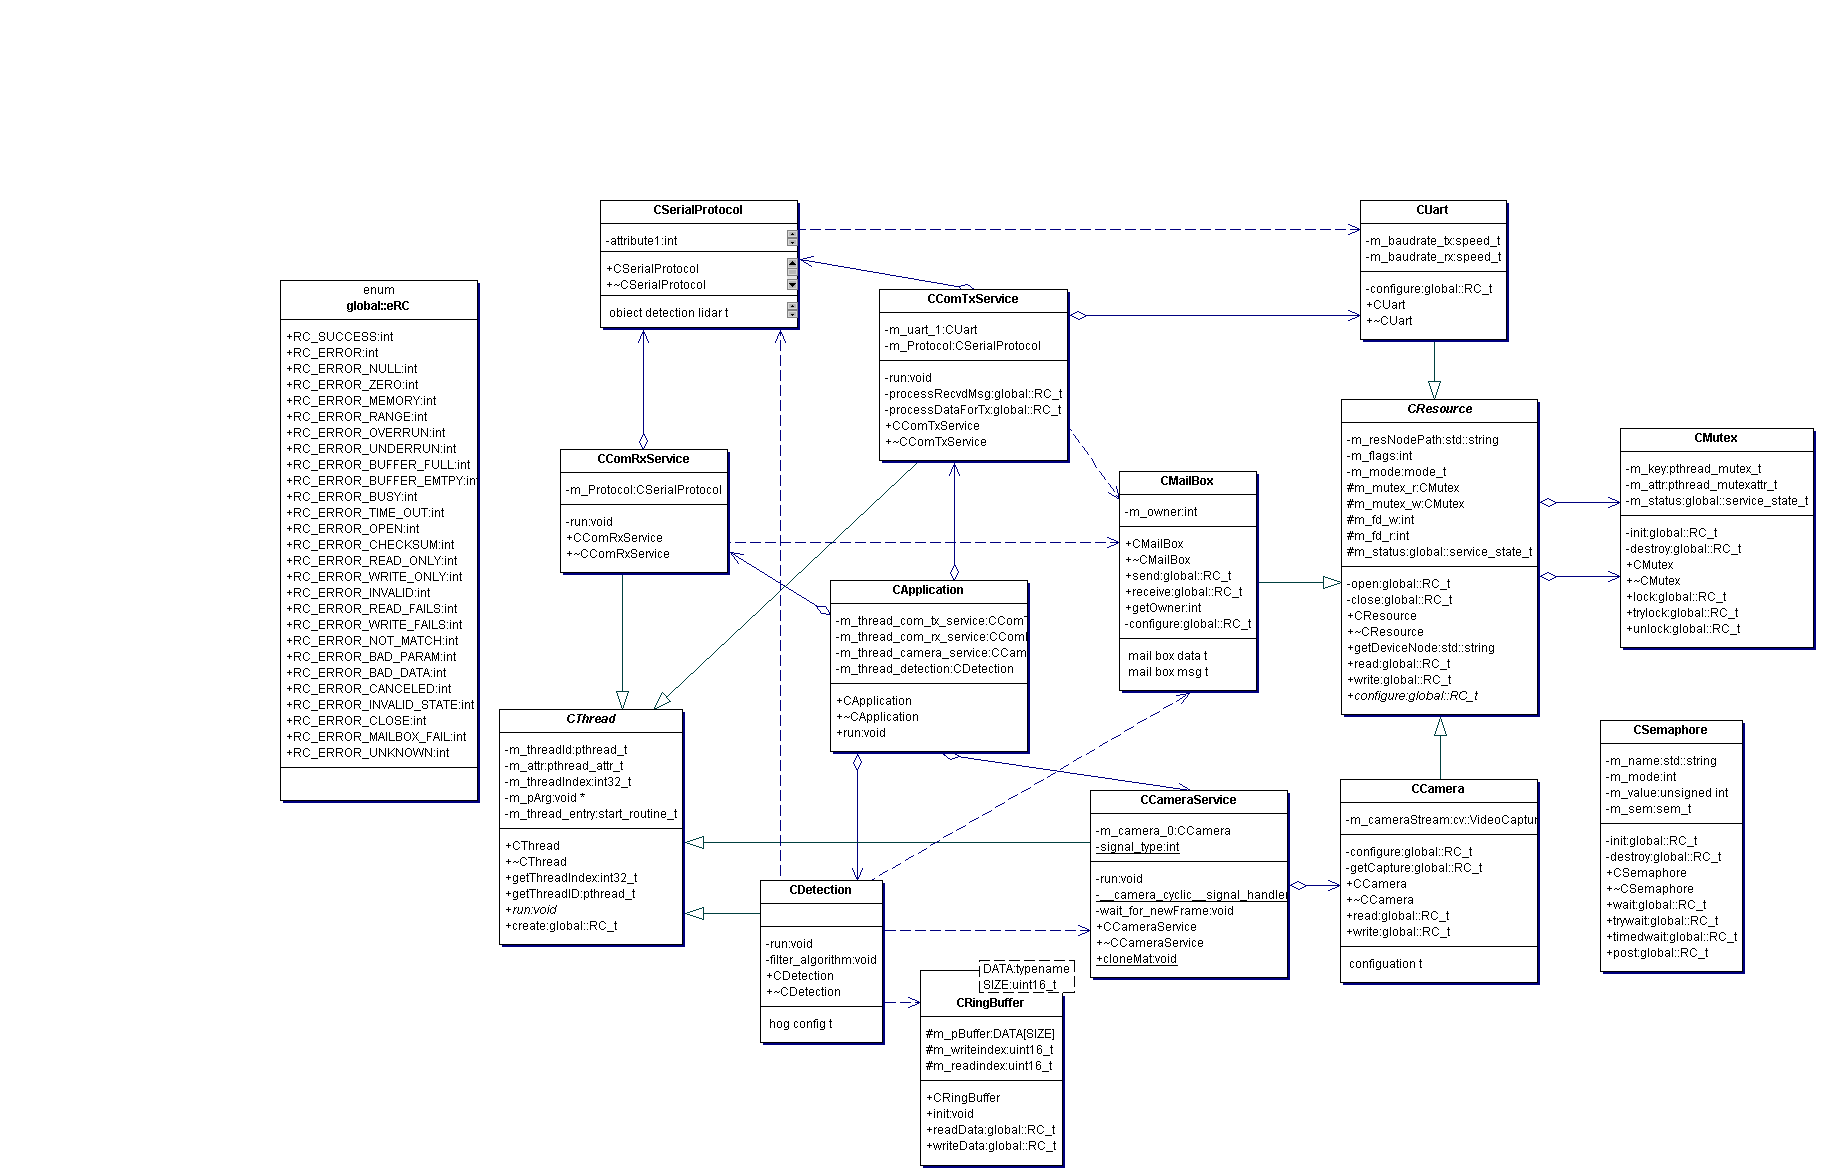 enum
global::eRC
+RC_SUCCESS:int
+RC_ERROR:int
+RC_ERROR_NULL:int
+RC_ERROR_ZERO:int
+RC_ERROR_MEMORY:int
+RC_ERROR_RANGE:int
+RC_ERROR_OVERRUN:int
+RC_ERROR_UNDERRUN:int
+RC_ERROR_BUFFER_FULL:int
+RC_ERROR_BUFFER_EMTPY:int
+RC_ERROR_BUSY:int
+RC_ERROR_TIME_OUT:int
+RC_ERROR_OPEN:int
+RC_ERROR_CHECKSUM:int
+RC_ERROR_READ_ONLY:int
+RC_ERROR_WRITE_ONLY:int
+RC_ERROR_INVALID:int
+RC_ERROR_READ_FAILS:int
+RC_ERROR_WRITE_FAILS:int
+RC_ERROR_NOT_MATCH:int
+RC_ERROR_BAD_PARAM:int
+RC_ERROR_BAD_DATA:int
+RC_ERROR_CANCELED:int
+RC_ERROR_INVALID_STATE:int
+RC_ERROR_CLOSE:int
+RC_ERROR_MAILBOX_FAIL:int
+RC_ERROR_UNKNOWN:int
CSerialProtocol
-attribute1:int
+CSerialProtocol
+~CSerialProtocol
object detection lidar t
CComRxService
-m_Protocol:CSerialProtocol
-run:void
+CComRxService
+~CComRxService
CThread
-m_threadId:pthread_t
-m_attr:pthread_attr_t
-m_threadIndex:int32_t
-m_pArg:void *
-m_thread_entry:start_routine_t
+CThread
+~CThread
+getThreadIndex:int32_t
+getThreadID:pthread_t
+run:void
+create:global::RC_t
CComTxService
-m_uart_1:CUart
-m_Protocol:CSerialProtocol
-run:void
-processRecvdMsg:global::RC_t
-processDataForTx:global::RC_t
+CComTxService
+~CComTxService
CApplication
-m_thread_com_tx_service:CCom
-m_thread_com_rx_service:CCom
-m_thread_camera_service:CCam
-m_thread_detection:CDetection
+CApplication
+~CApplication
+run:void
CDetection
-run:void
-filter_algorithm:void
+CDetection
+~CDetection
hog config t
DATA:typename
SIZE:uint16_t
CRingBuffer
#m_pBuffer:DATA[SIZE]
#m_writeindex:uint16_t
#m_readindex:uint16_t
+CRingBuffer
+init:void
+readData:global::RC_t
+writeData:global::RC_t
CMailBox
-m_owner:int
+CMailBox
+~CMailBox
+send:global::RC_t
+receive:global::RC_t
+getOwner:int
-configure:global::RC_t
mail box data t
mail box msg t
CCameraService
-m_camera_0:CCamera
-signal_type:int
-run:void
-__camera_cyclic__signal_handler
-wait_for_newFrame:void
+CCameraService
+~CCameraService
+cloneMat:void
CUart
-m_baudrate_tx:speed_t
-m_baudrate_rx:speed_t
-configure:global::RC_t
+CUart
+~CUart
CResource
-m_resNodePath:std::string
-m_flags:int
-m_mode:mode_t
#m_mutex_r:CMutex
#m_mutex_w:CMutex
#m_fd_w:int
#m_fd_r:int
#m_status:global::service_state_t
-open:global::RC_t
-close:global::RC_t
+CResource
+~CResource
+getDeviceNode:std::string
+read:global::RC_t
+write:global::RC_t
+configure:global::RC_t
CCamera
-m_cameraStream:cv::VideoCaptur
-configure:global::RC_t
-getCapture:global::RC_t
+CCamera
+~CCamera
+read:global::RC_t
+write:global::RC_t
configuation t
CMutex
-m_key:pthread_mutex_t
-m_attr:pthread_mutexattr_t
-m_status:global::service_state_t
-init:global::RC_t
-destroy:global::RC_t
+CMutex
+~CMutex
+lock:global::RC_t
+trylock:global::RC_t
+unlock:global::RC_t
CSemaphore
-m_name:std::string
-m_mode:int
-m_value:unsigned int
-m_sem:sem_t
-init:global::RC_t
-destroy:global::RC_t
+CSemaphore
+~CSemaphore
+wait:global::RC_t
+trywait:global::RC_t
+timedwait:global::RC_t
+post:global::RC_t